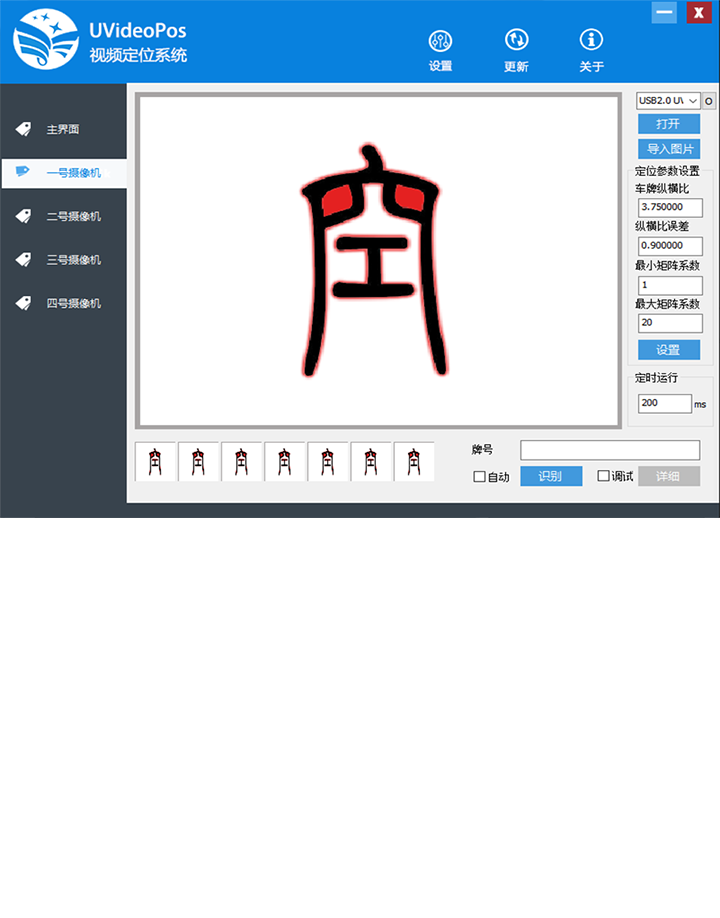 UVideoPos
视频定位系统
设置
更新
关于
X
主界面
一号摄像机
二号摄像机
三号摄像机
四号摄像机
空
USB2.0 U\
O
打开
导入图片
定位参数设置
车牌纵横比
3.750000
纵横比误差
0.900000
最小矩阵系数
1
最大矩阵系数
20
设置
定时运行
200 ms
牌号
自动
识别
调试
详细